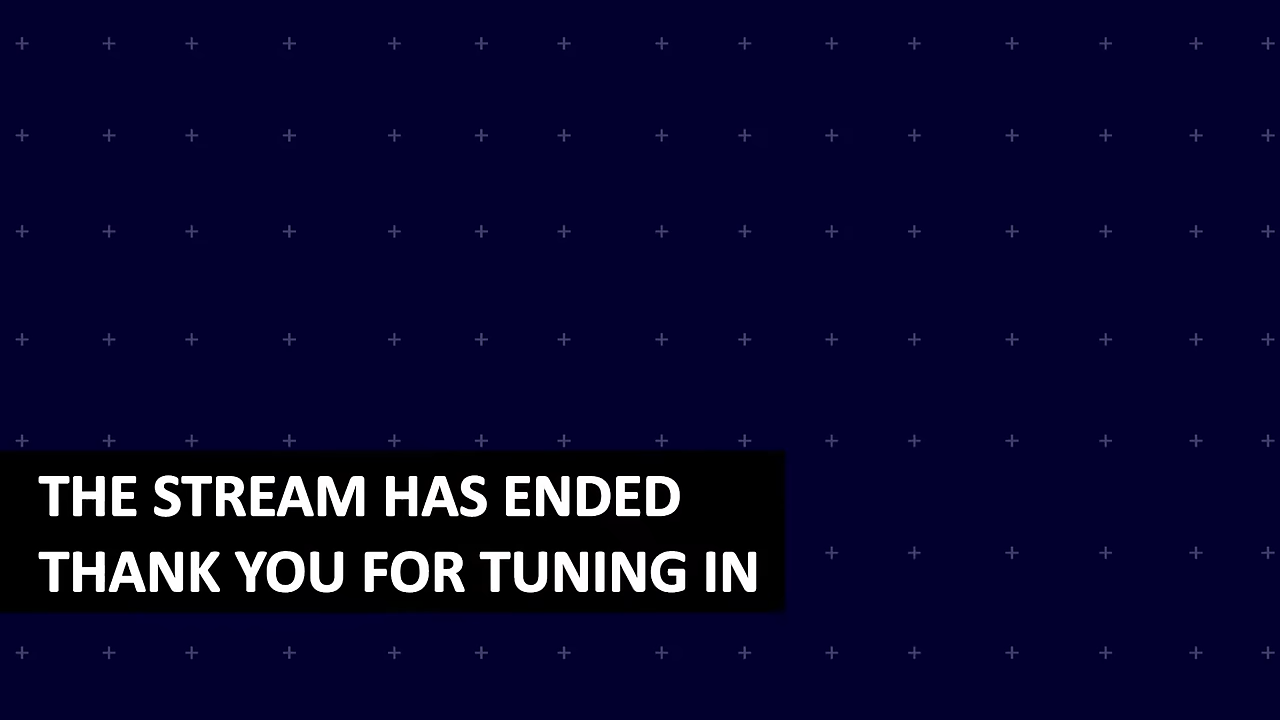 THE STREAM HAS ENDED
THANK YOU FOR TUNING IN